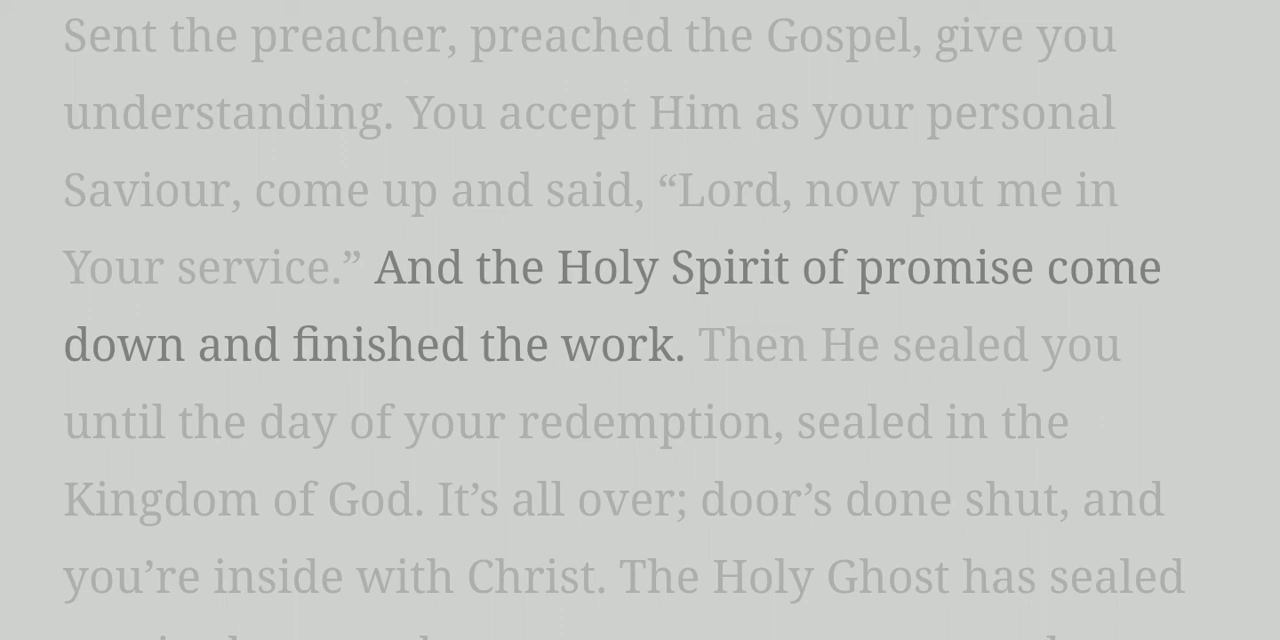 Sent the preacher, preached the Gospel, give you
understanding. You accept Him as your personal
Saviour, come up and said, “Lord, now put me in
Your service.” And the Holy Spirit of promise come
down and finished the work. Then He sealed you
until the day of your redemption, sealed in the
Kingdom of God. It’s all over; door’s done shut, and
you’re inside with Christ. The Holy Ghost has sealed